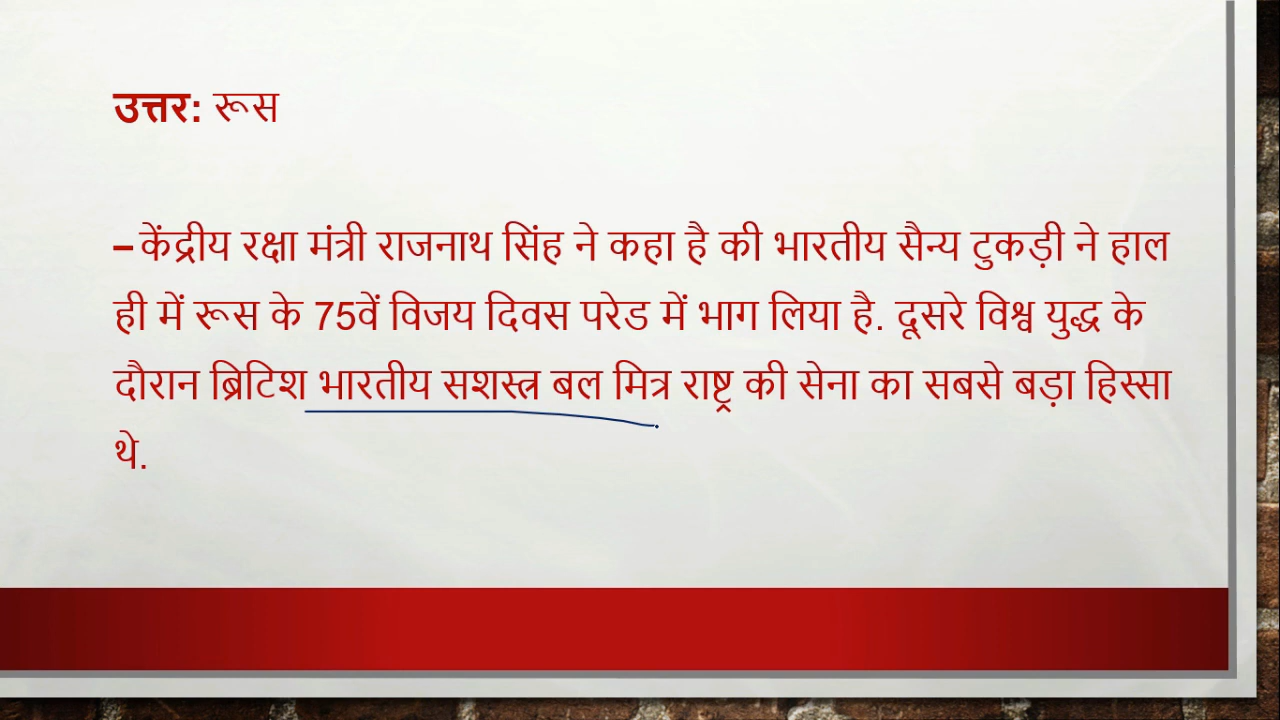 उत्तर: रूस
– केंद्रीय रक्षा मंत्री राजनाथ सिंह ने कहा है की भारतीय सैन्य टुकड़ी ने हाल
ही में रूस के 75वें विजय दिवस परेड में भाग लिया है. दूसरे विश्व युद्ध के
दौरान ब्रिटिश भारतीय सशस्त्र बल मित्र राष्ट्र की सेना का सबसे बड़ा हिस्सा
थे.